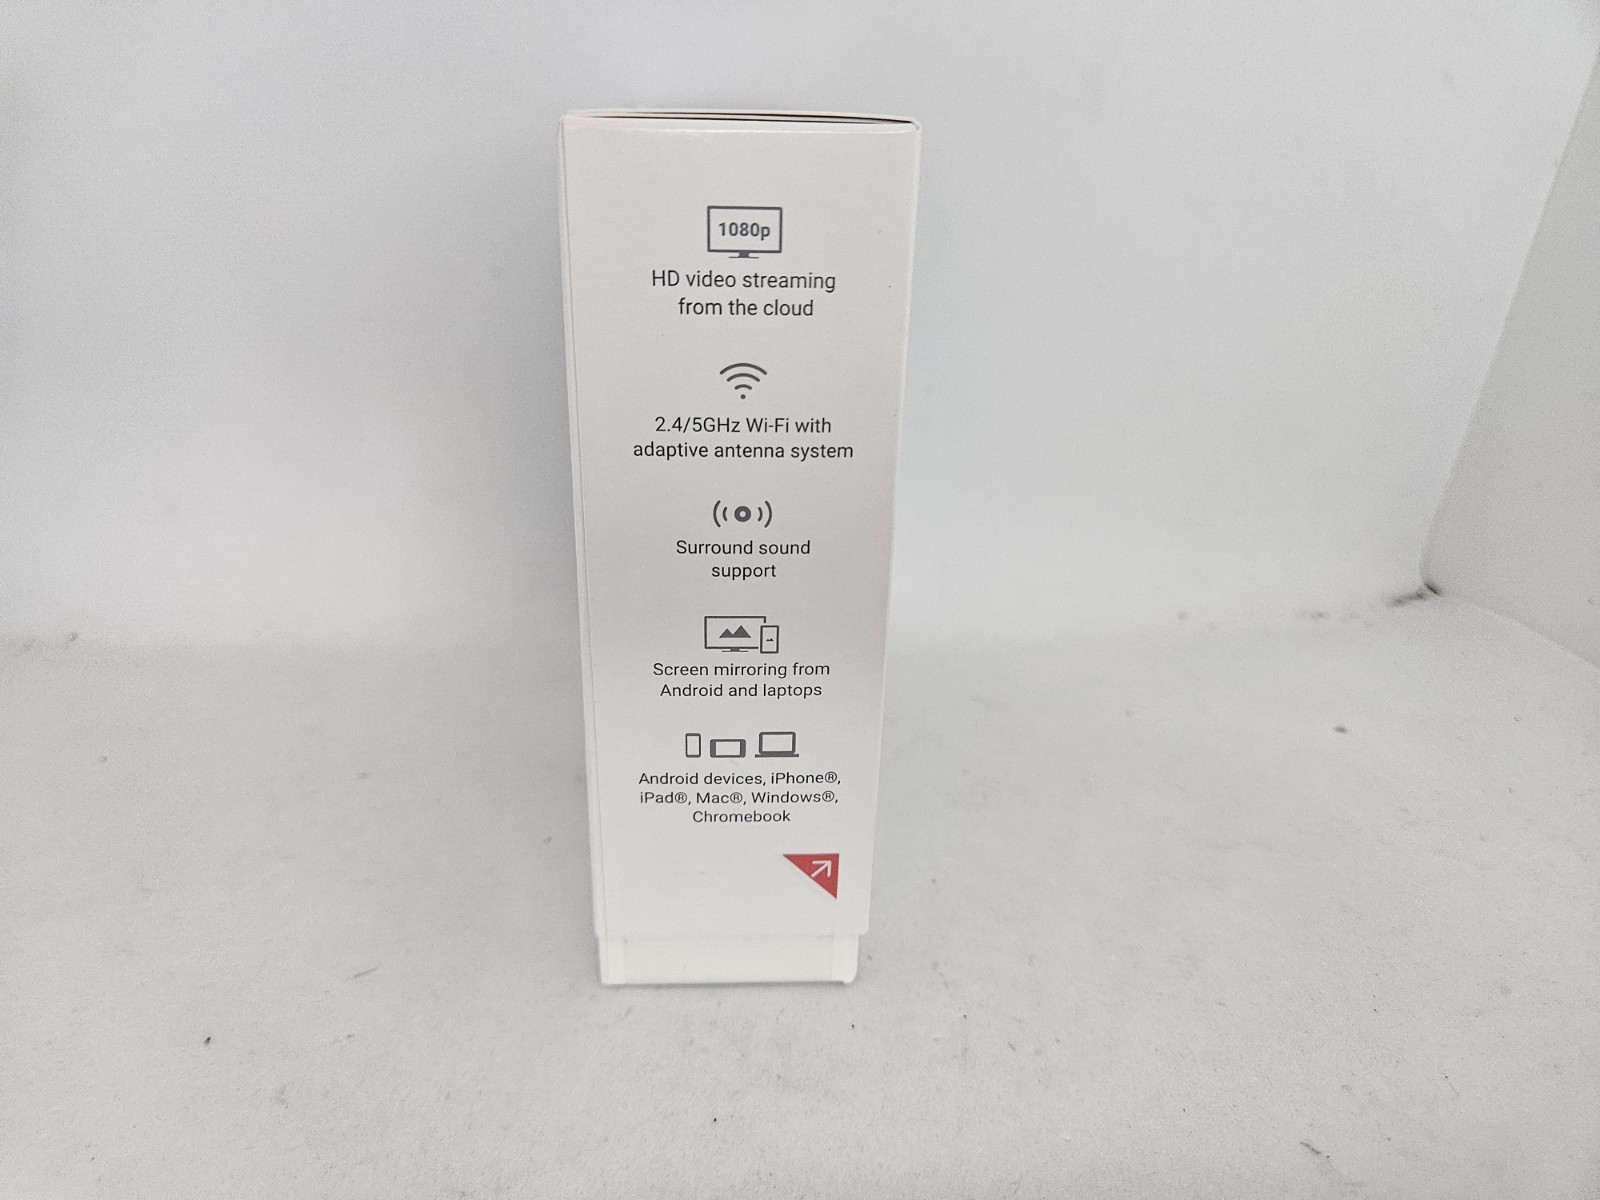 1080p
HD video streaming
from the cloud
2.4/5GHz Wi-Fi with
adaptive antenna system
Surround sound
support
Screen mirroring from
Android and laptops
Android devices, iPhone®,
iPad®, Mac®, Windows®,
Chromebook